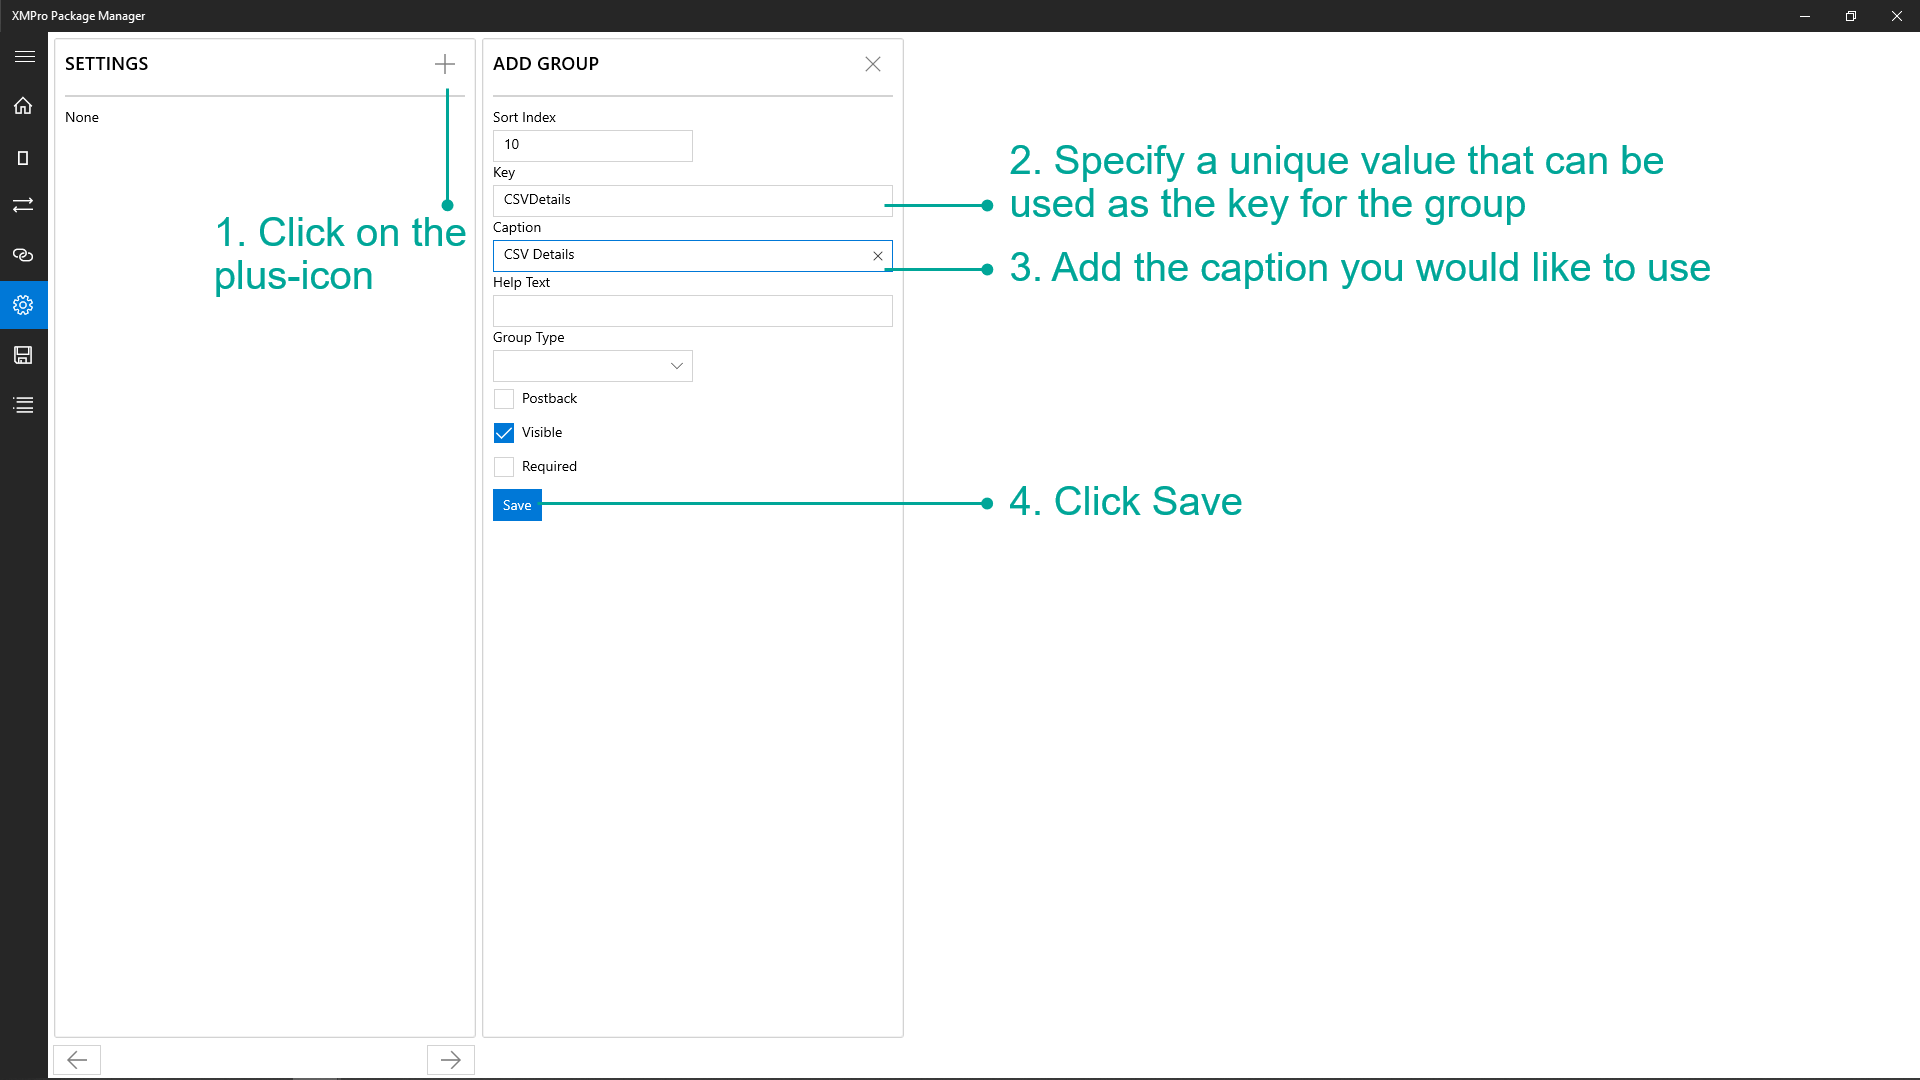 XMPro Package Manager
SETTINGS
None
1. Click on the
plus-icon
ADD GROUP
Sort Index
10
Key
CSVDetails
Caption
CSV Details
Help Text
Group Type
Postback
Visible
Required
Save
2. Specify a unique value that can be
used as the key for the group
3. Add the caption you would like to use
4. Click Save